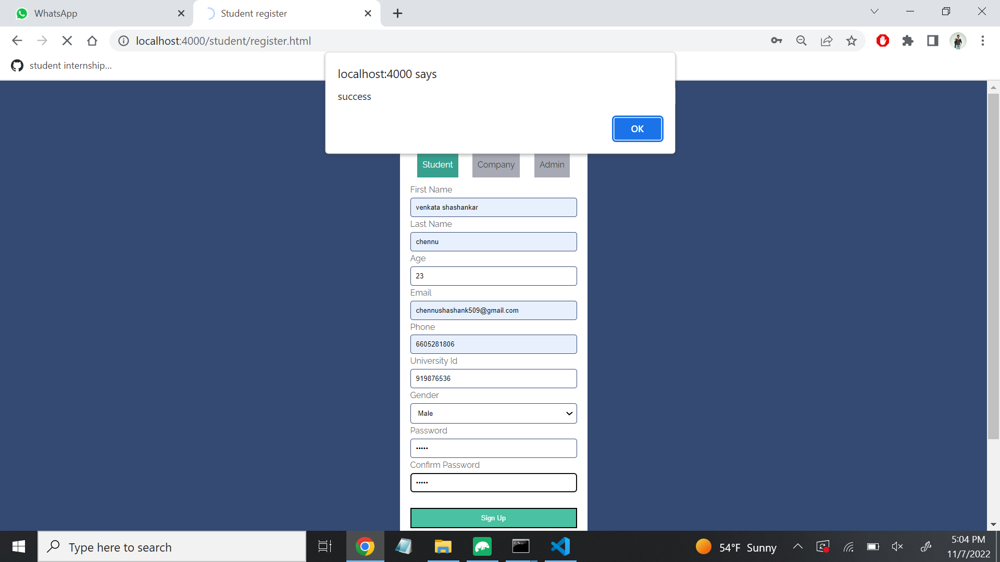 WhatsApp
Student register
localhost:4000/student/register.html
student internship...
localhost:4000 says
success
OK
Student Company Admin
First Name
venkata shashankar
Last Name
chennu
Age
23
Email
chennushashank509@gmail.com
Phone
6605281806
University Id
919876536
Gender
Male
Password
•••••
Confirm Password
•••••
Sign Up
Type here to search
54°F Sunny
5:04 PM
11/7/2022